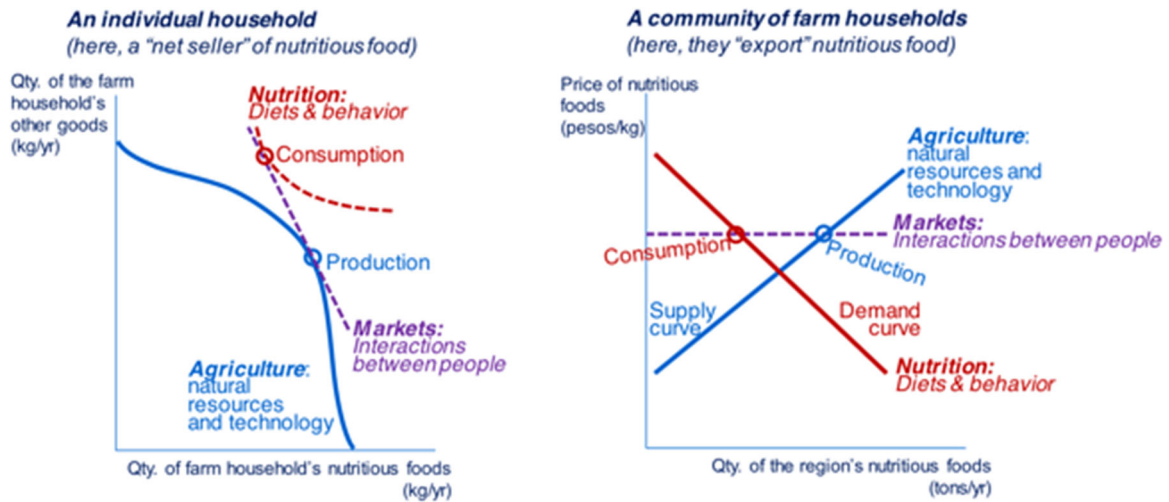 An individual household
(here, a “net seller” of nutritious food)
Qty. of the farm
household’s
other goods
(kg/yr)
Nutrition:
Diets & behavior
Consumption
Production
Markets:
Interactions
between people
Agriculture:
natural
resources
and technology
Qty. of farm household’s nutritious foods
(kg/yr)
A community of farm households
(here, they “export” nutritious food)
Price of nutritious
foods
(pesos/kg)
Agriculture:
natural
resources and
technology
Markets:
Interactions between people
Consumption
Production
Supply
curve
Demand
curve
Nutrition:
Diets & behavior
Qty. of the region’s nutritious foods
(tons/yr)